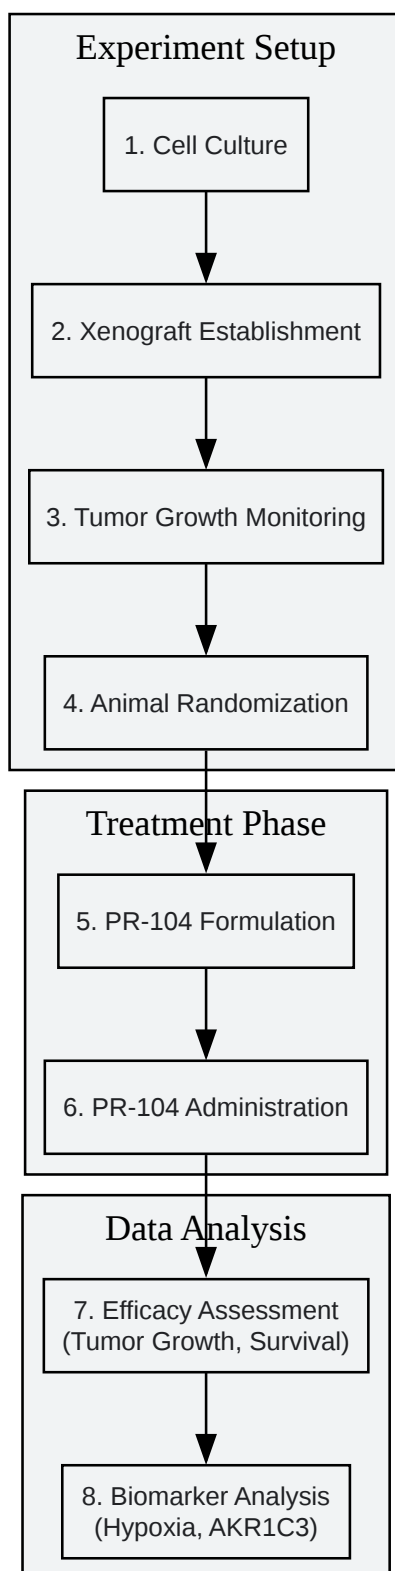 Experiment Setup
1. Cell Culture
2. Xenograft Establishment
3. Tumor Growth Monitoring
4. Animal Randomization
Treatment Phase
5. PR-104 Formulation
6. PR-104 Administration
Data Analysis
7. Efficacy Assessment
(Tumor Growth, Survival)
8. Biomarker Analysis
(Hypoxia, AKR1C3)